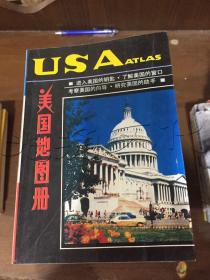 USA ATLAS
■ 进入美国的钥匙 · 了解美国的窗口
考察美国的向导 · 研究美国的助手 ■
美国地图册